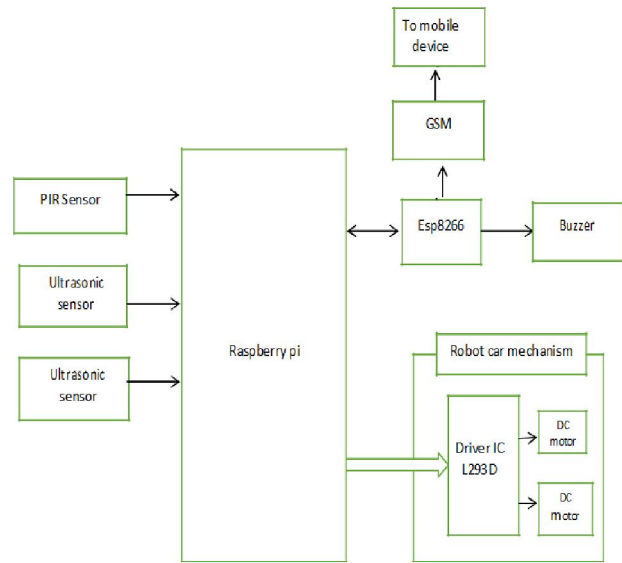 To mobile
device
GSM
PIR Sensor
Esp8266
Buzzer
Ultrasonic
sensor
Raspberry pi
Robot car mechanism
Ultrasonic
sensor
Driver IC
L293D
DC
motor
DC
motor